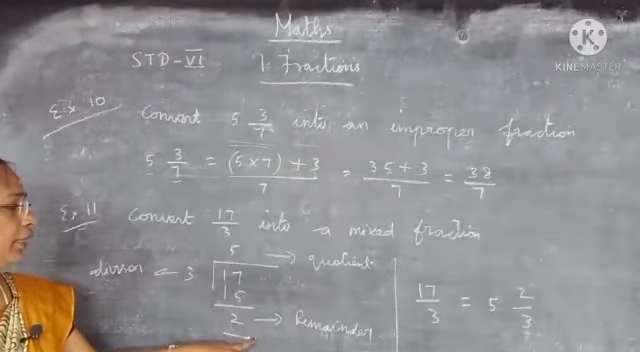 Maths
STD-VI 1. Fractions
Ex 10 Convert 5 3/7 into an improper fraction
5 3/7 = (5×7)+3/7 = 35+3/7 = 38/7
Ex 11 Convert 17/3 into a mixed fraction
5 → quotient
divisor ← 3 17
15
2 → Remainder
17/3 = 5 2/3
KINEMASTER